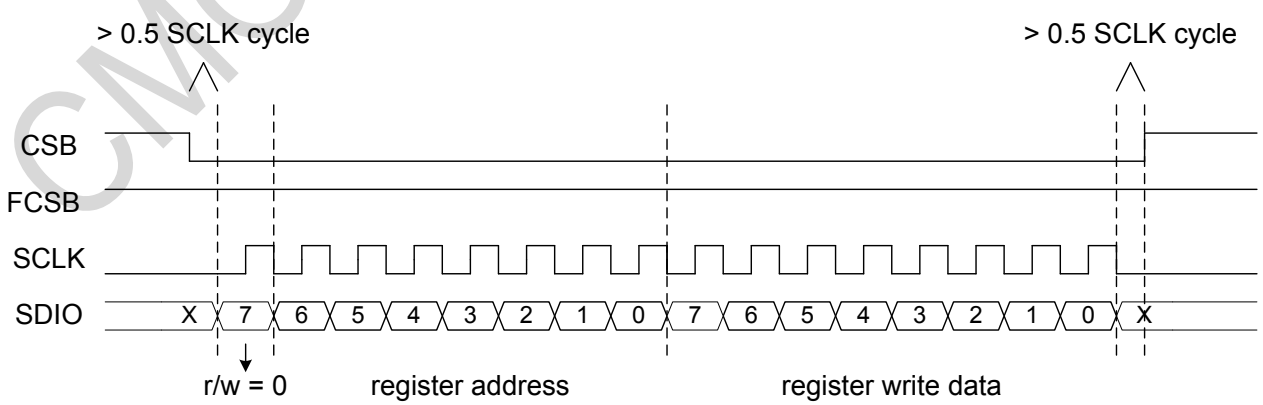 > 0.5 SCLK cycle > 0.5 SCLK cycle
CSB
FCSB
SCLK
SDIO X 7 6 5 4 3 2 1 0 7 6 5 4 3 2 1 0 X
r/w = 0 register address register write data